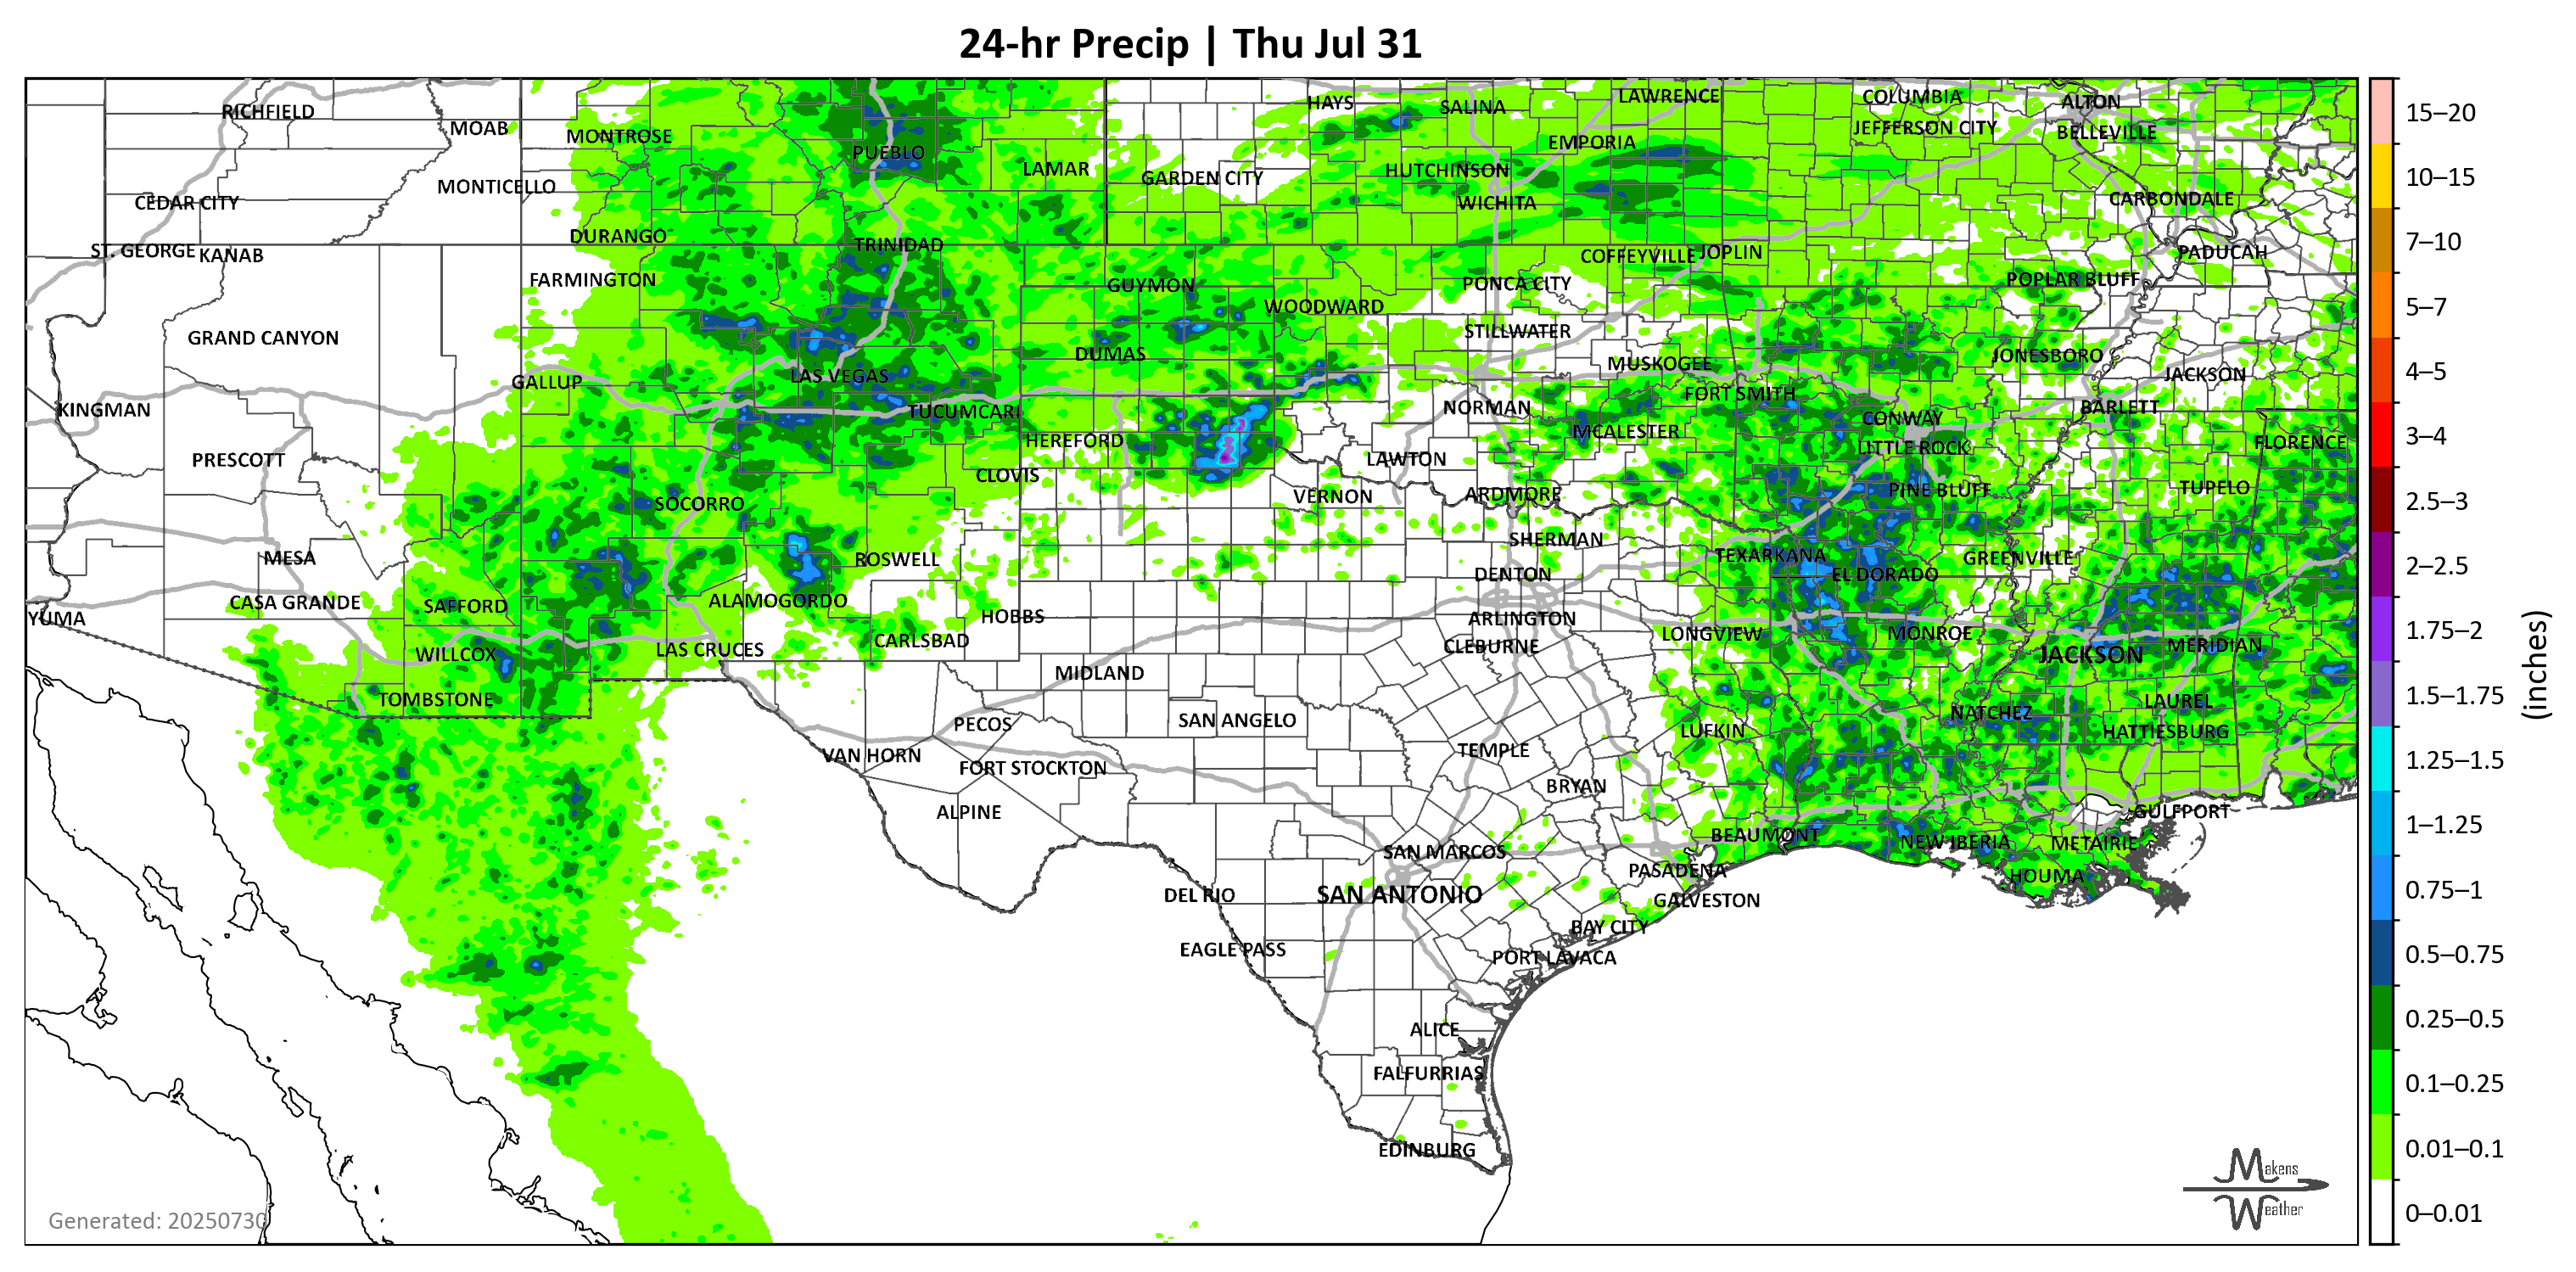 24-hr Precip | Thu Jul 31
RICHFIELD
MOAB
MONTROSE
PUEBLO
LAMAR
HAYS
SALINA
LAWRENCE
COLUMBIA
ALTON
JEFFERSON CITY
BELLEVILLE
EMPORIA
HUTCHINSON
GARDEN CITY
MONTICELLO
CEDAR CITY
WICHITA
CARBONDALE
DURANGO
TRINIDAD
ST. GEORGE
KANAB
COFFEYVILLE
JOPLIN
PADUCAH
FARMINGTON
GUYMON
PONCA CITY
POPLAR BLUFF
WOODWARD
GRAND CANYON
STILLWATER
DUMAS
MUSKOGEE
JONESBORO
GALLUP
LAS VEGAS
JACKSON
FORT SMITH
KINGMAN
TUCUMCARI
NORMAN
CONWAY
BARLETT
HEREFORD
MCALESTER
LITTLE ROCK
FLORENCE
PRESCOTT
LAWTON
CLOVIS
SOCORRO
VERNON
ARDMORE
PINE BLUFF
TUPELO
SHERMAN
MESA
ROSWELL
TEXARKANA
GREENVILLE
DENTON
EL DORADO
CASA GRANDE
SAFFORD
ALAMOGORDO
YUMA
HOBBS
ARLINGTON
CARLSBAD
CLEBURNE
LONGVIEW
MONROE
WILLCOX
LAS CRUCES
JACKSON
MERIDIAN
MIDLAND
TOMBSTONE
LAUREL
PECOS
SAN ANGELO
NATCHEZ
LUFKIN
HATTIESBURG
VAN HORN
TEMPLE
FORT STOCKTON
BRYAN
ALPINE
GULFPORT
BEAUMONT
NEW IBERIA
METAIRIE
SAN MARCOS
PASADENA
HOUMA
DEL RIO
SAN ANTONIO
GALVESTON
BAY CITY
EAGLE PASS
PORT LAVACA
ALICE
FALFURRIAS
EDINBURG
Generated: 20250730
Makens
Weather
15–20
10–15
7–10
5–7
4–5
3–4
2.5–3
2–2.5
1.75–2
1.5–1.75
1.25–1.5
1–1.25
0.75–1
0.5–0.75
0.25–0.5
0.1–0.25
0.01–0.1
0–0.01
(inches)